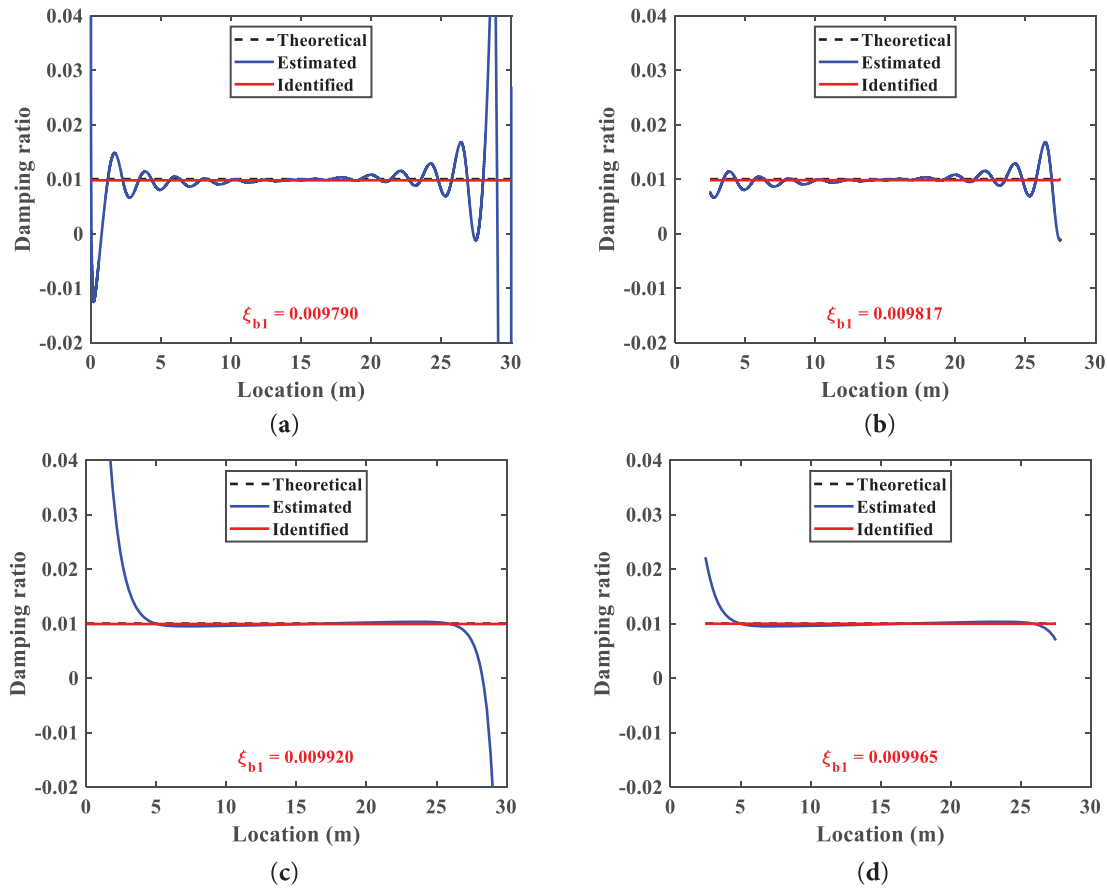 0.04
0.03
0.02
0.01
0
-0.01
-0.02
Damping ratio
Theoretical
Estimated
Identified
ξb1 = 0.009790
0 5 10 15 20 25 30
Location (m)
(a)
0.04
0.03
0.02
0.01
0
-0.01
-0.02
Damping ratio
Theoretical
Estimated
Identified
ξb1 = 0.009817
0 5 10 15 20 25 30
Location (m)
(b)
0.04
0.03
0.02
0.01
0
-0.01
-0.02
Damping ratio
Theoretical
Estimated
Identified
ξb1 = 0.009920
0 5 10 15 20 25 30
Location (m)
(c)
0.04
0.03
0.02
0.01
0
-0.01
-0.02
Damping ratio
Theoretical
Estimated
Identified
ξb1 = 0.009965
0 5 10 15 20 25 30
Location (m)
(d)